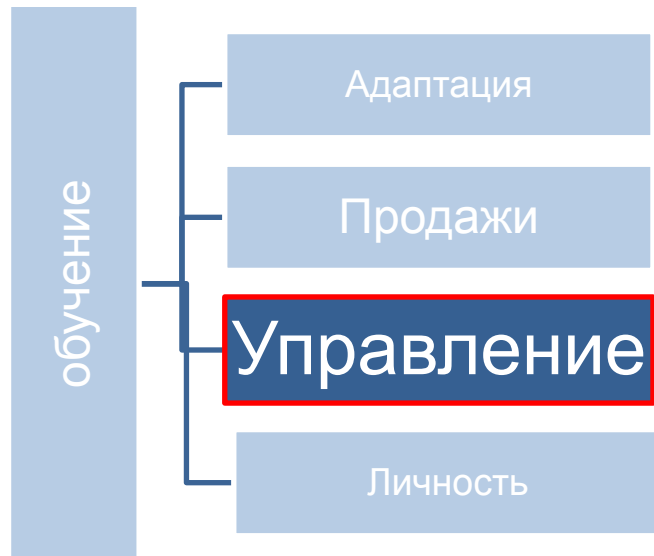 обучение
Адаптация
Продажи
Управление
Личность